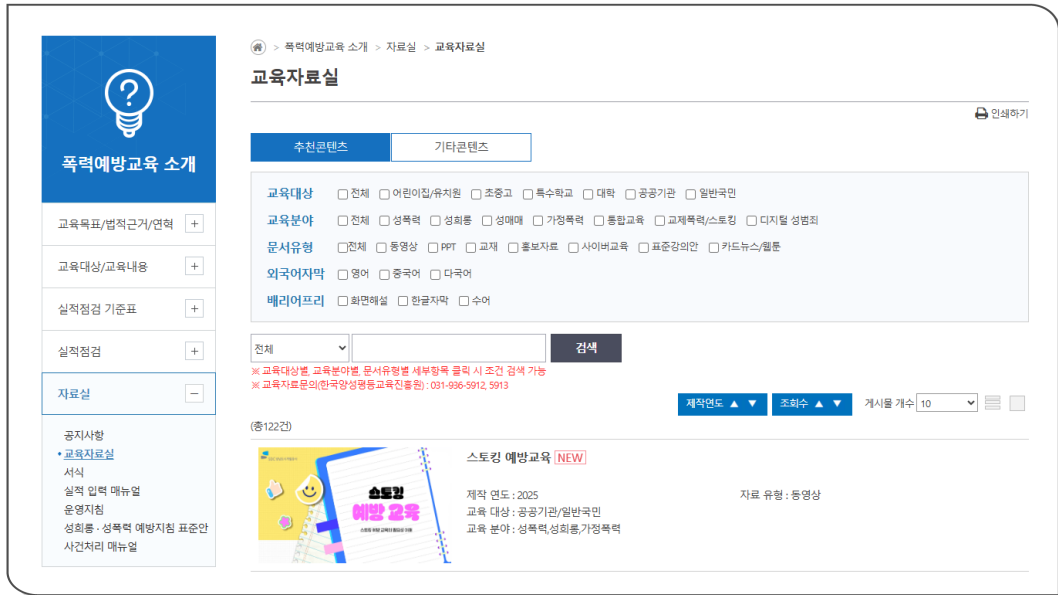 폭력예방교육 소개 > 자료실 > 교육자료실
교육자료실
인쇄하기
폭력예방교육 소개
교육목표/법적근거/연혁
교육대상/교육내용
실적점검 기준표
실적점검
자료실
공지사항
교육자료실
서식
실적 입력 매뉴얼
운영지침
성희롱·성폭력 예방지침 표준안
사건처리 매뉴얼
추천콘텐츠 기타콘텐츠
교육대상 전체 어린이집/유치원 초중고 특수학교 대학 공공기관 일반국민
교육분야 전체 성폭력 성희롱 성매매 가정폭력 통합교육 교제폭력/스토킹 디지털 성범죄
문서유형 전체 동영상 PPT 교재 홍보자료 사이버교육 표준강의안 카드뉴스/웹툰
외국어자막 영어 중국어 다국어
배리어프리 화면해설 한글자막 수어
전체 검색
※ 교육대상별, 교육분야별, 문서유형별 세부항목 클릭 시 조건 검색 가능
※ 교육자료문의(한국양성평등교육진흥원) : 031-936-5912, 5913
제작연도 ▲ ▼ 조회수 ▲ ▼ 게시물 개수 10
(총122건)
스토킹
예방 교육
스토킹 예방교육 NEW
제작 연도 : 2025 자료 유형 : 동영상
교육 대상 : 공공기관/일반국민
교육 분야 : 성폭력,성희롱,가정폭력